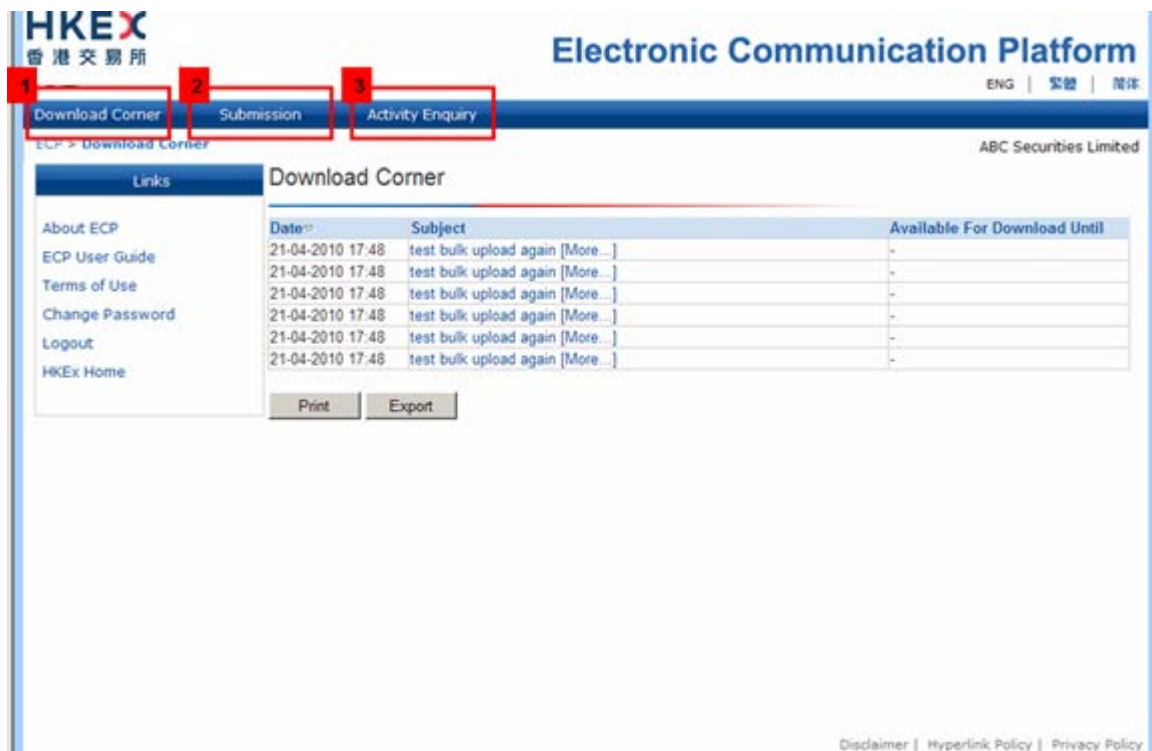 HKEX
香港交易所
Electronic Communication Platform
ENG | 繁體 | 简体
1 2 3
Download Corner Submission Activity Enquiry
ECP > Download Corner
ABC Securities Limited
Links
Download Corner
About ECP
ECP User Guide
Terms of Use
Change Password
Logout
HKEx Home
Date Subject Available For Download Until
21-04-2010 17:48 test bulk upload again [More...] -
21-04-2010 17:48 test bulk upload again [More...] -
21-04-2010 17:48 test bulk upload again [More...] -
21-04-2010 17:48 test bulk upload again [More...] -
21-04-2010 17:48 test bulk upload again [More...] -
21-04-2010 17:48 test bulk upload again [More...] -
Print Export
Disclaimer | Hyperlink Policy | Privacy Policy